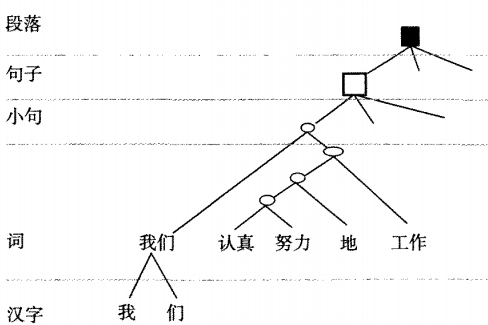 段落
句子
小句
词 我们 认真 努力 地 工作
汉字 我 们